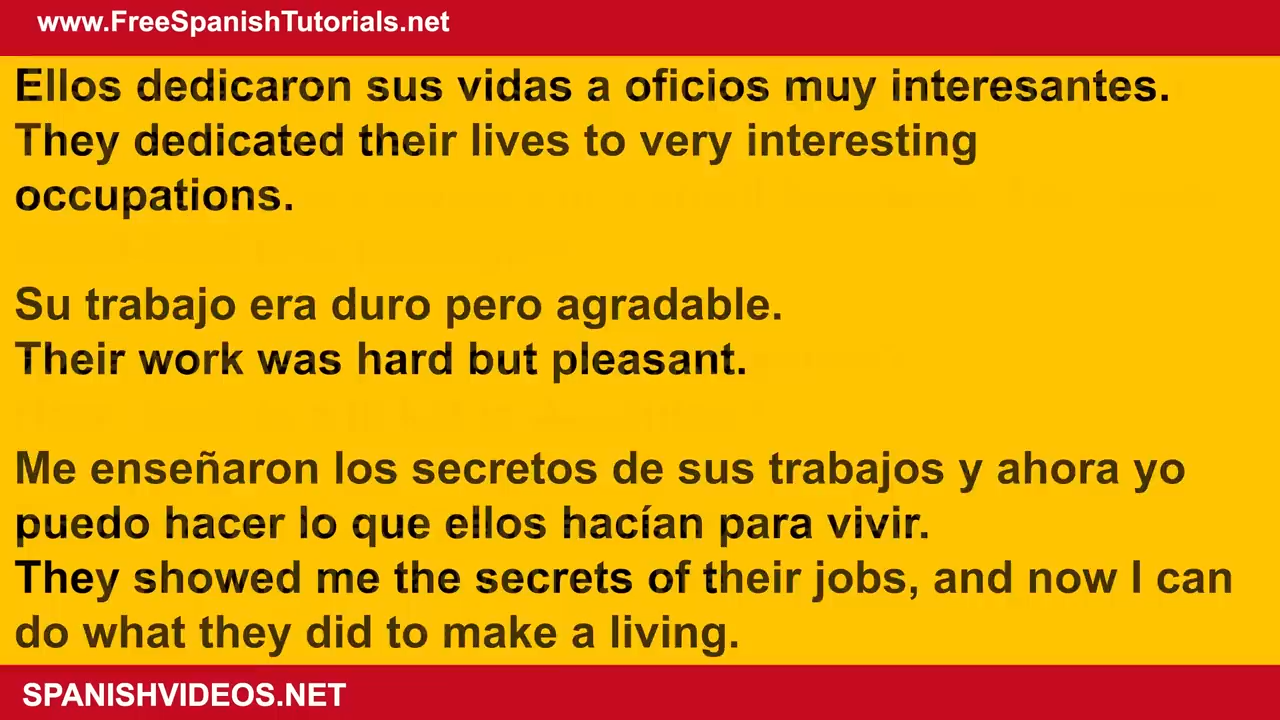 www.FreeSpanishTutorials.net
Ellos dedicaron sus vidas a oficios muy interesantes.
They dedicated their lives to very interesting
occupations.
Su trabajo era duro pero agradable.
Their work was hard but pleasant.
Me enseñaron los secretos de sus trabajos y ahora yo
puedo hacer lo que ellos hacían para vivir.
They showed me the secrets of their jobs, and now I can
do what they did to make a living.
SPANISHVIDEOS.NET